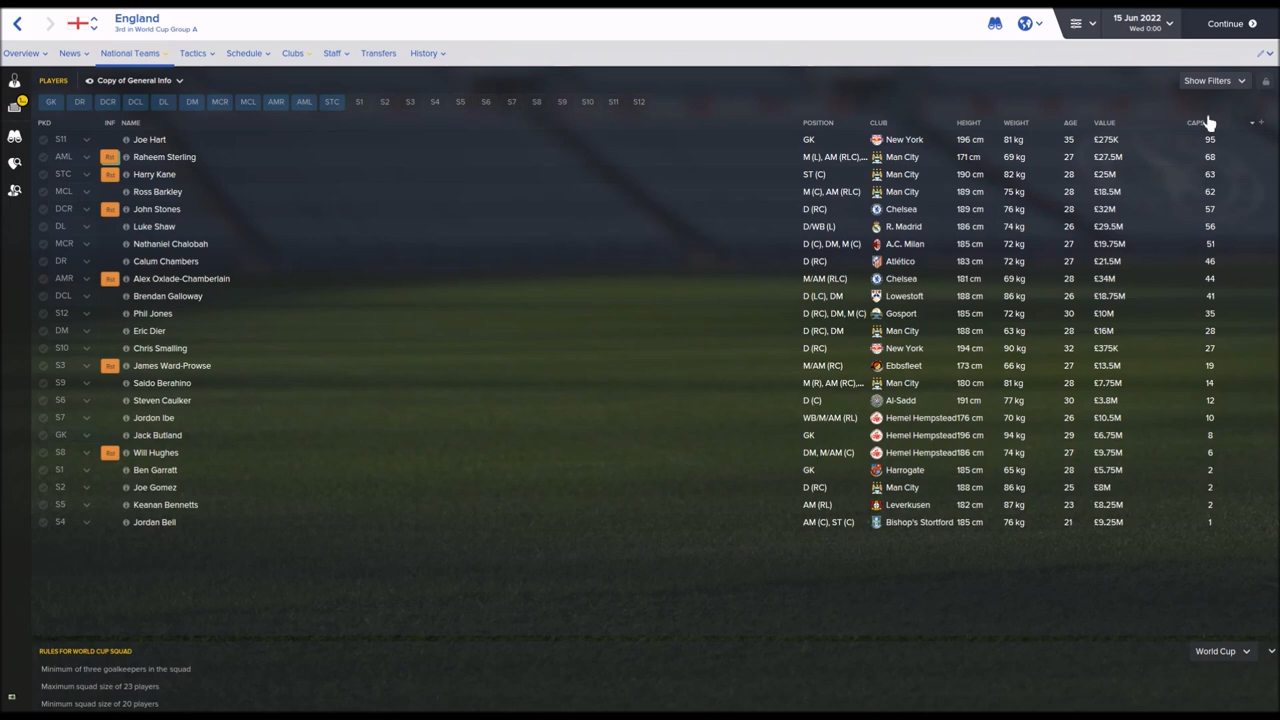 England
3rd in World Cup Group A
15 Jun 2022
Wed 0:00
Continue
Overview News National Teams Tactics Schedule Clubs Staff Transfers History
PLAYERS Copy of General Info Show Filters
GK DR DCR DCL DL DM MCR MCL AMR AML STC S1 S2 S3 S4 S5 S6 S7 S8 S9 S10 S11 S12
PKD INF NAME POSITION CLUB HEIGHT WEIGHT AGE VALUE CAPS
S11 Joe Hart GK New York 196 cm 81 kg 35 £275K 95
AML Rst Raheem Sterling M (L), AM (RLC),... Man City 171 cm 69 kg 27 £27.5M 68
STC Rst Harry Kane ST (C) Man City 190 cm 82 kg 28 £25M 63
MCL Ross Barkley M (C), AM (RLC) Man City 189 cm 75 kg 28 £18.5M 62
DCR Rst John Stones D (RC) Chelsea 189 cm 76 kg 28 £32M 57
DL Luke Shaw D/WB (L) R. Madrid 186 cm 74 kg 26 £29.5M 56
MCR Nathaniel Chalobah D (C), DM, M (C) A.C. Milan 185 cm 72 kg 27 £19.75M 51
DR Calum Chambers D (RC) Atlético 183 cm 72 kg 27 £21.5M 46
AMR Rst Alex Oxlade-Chamberlain M/AM (RLC) Chelsea 181 cm 69 kg 28 £34M 44
DCL Brendan Galloway D (LC), DM Lowestoft 188 cm 86 kg 26 £18.75M 41
S12 Phil Jones D (RC), DM, M (C) Gosport 185 cm 72 kg 30 £10M 35
DM Eric Dier D (RC), DM Man City 188 cm 63 kg 28 £16M 28
S10 Chris Smalling D (RC) New York 194 cm 90 kg 32 £375K 27
S3 Rst James Ward-Prowse M/AM (RC) Ebbsfleet 173 cm 66 kg 27 £13.5M 19
S9 Saido Berahino M (R), AM (RC),... Man City 180 cm 81 kg 28 £7.75M 14
S6 Steven Caulker D (C) Al-Sadd 191 cm 77 kg 30 £3.8M 12
S7 Jordon Ibe WB/M/AM (RL) Hemel Hempstead 176 cm 70 kg 26 £10.5M 10
GK Jack Butland GK Hemel Hempstead 196 cm 94 kg 29 £6.75M 8
S8 Rst Will Hughes DM, M/AM (C) Hemel Hempstead 186 cm 74 kg 27 £9.75M 6
S1 Ben Garratt GK Harrogate 185 cm 65 kg 28 £5.75M 2
S2 Joe Gomez D (RC) Man City 188 cm 86 kg 25 £8M 2
S5 Keanan Bennetts AM (RL) Leverkusen 182 cm 87 kg 23 £8.25M 2
S4 Jordan Bell AM (C), ST (C) Bishop's Stortford 185 cm 76 kg 21 £9.25M 1
RULES FOR WORLD CUP SQUAD World Cup
Minimum of three goalkeepers in the squad
Maximum squad size of 23 players
Minimum squad size of 20 players